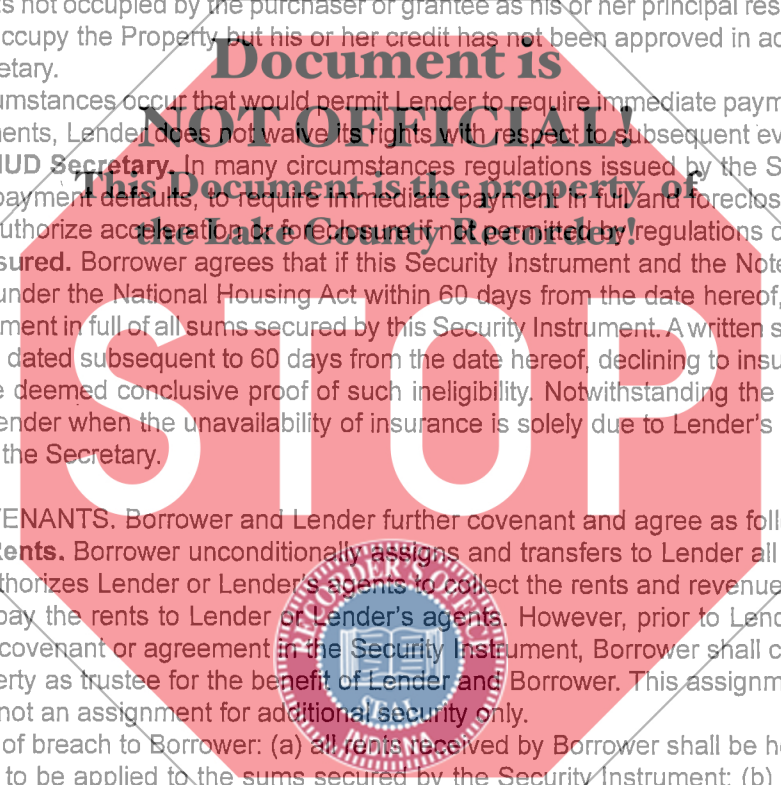 ts not occupied by the purchaser or grantee as his or her principal res
ccupy the Property but his or her credit has not been approved in ac
Document is
etary.
umstances occur that would permit Lender to require immediate paym
NOT OFFICIAL!
ents, Lender does not waive its rights with respect to subsequent ev
HUD Secretary. In many circumstances regulations issued by the S
This Document is the property of
payment defaults, to require immediate payment in full and foreclos
the Lake County Recorder!
uthorize acceleration or foreclosure if not permitted by regulations o
sured. Borrower agrees that if this Security Instrument and the Note
under the National Housing Act within 60 days from the date hereof,
ment in full of all sums secured by this Security Instrument. A written s
dated subsequent to 60 days from the date hereof, declining to insu
e deemed conclusive proof of such ineligibility. Notwithstanding the
ender when the unavailability of insurance is solely due to Lender's
the Secretary.
STOP
ENANTS. Borrower and Lender further covenant and agree as foll
Rents. Borrower unconditionally assigns and transfers to Lender all
thorizes Lender or Lender's agents to collect the rents and revenue
pay the rents to Lender or Lender's agents. However, prior to Lend
covenant or agreement in the Security Instrument, Borrower shall c
erty as trustee for the benefit of Lender and Borrower. This assignm
not an assignment for additional security only.
of breach to Borrower: (a) all rents received by Borrower shall be he
to be applied to the sums secured by the Security Instrument; (b)
RECORDER'S OFFICE
SEAL
INDIANA